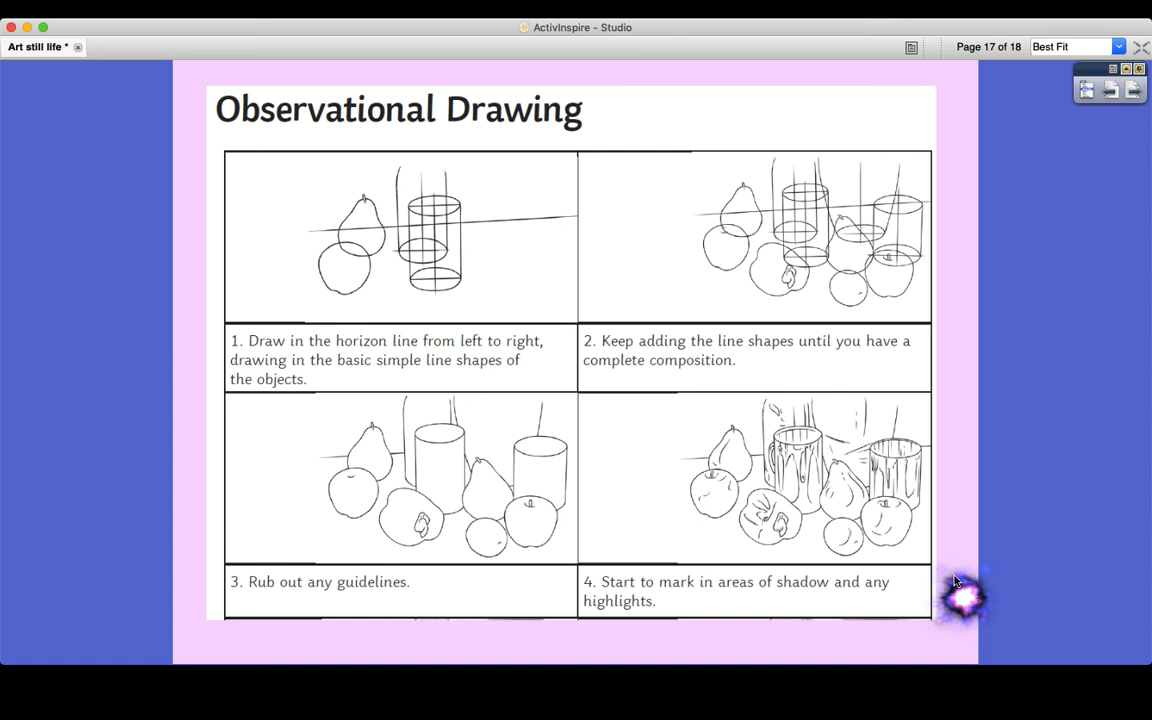 ActivInspire - Studio
Art still life *
Page 17 of 18
Best Fit
Observational Drawing
1. Draw in the horizon line from left to right,
drawing in the basic simple line shapes of
the objects.
2. Keep adding the line shapes until you have a
complete composition.
3. Rub out any guidelines.
4. Start to mark in areas of shadow and any
highlights.